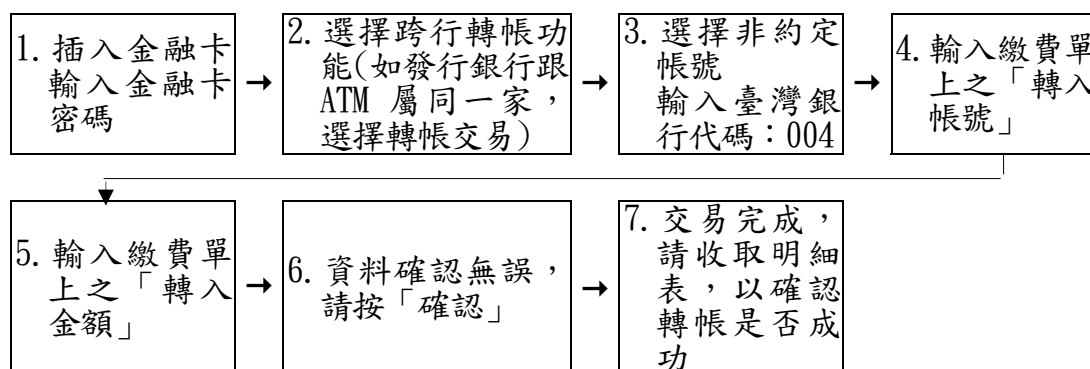 1. 插入金融卡
輸入金融卡
密碼
→
2. 選擇跨行轉帳功
能(如發行銀行跟
ATM 屬同一家，
選擇轉帳交易)
→
3. 選擇非約定
帳號
輸入臺灣銀
行代碼：004
→
4. 輸入繳費單
上之「轉入
帳號」
5. 輸入繳費單
上之「轉入
金額」
→
6. 資料確認無誤，
請按「確認」
→
7. 交易完成，
請收取明細
表，以確認
轉帳是否成
功